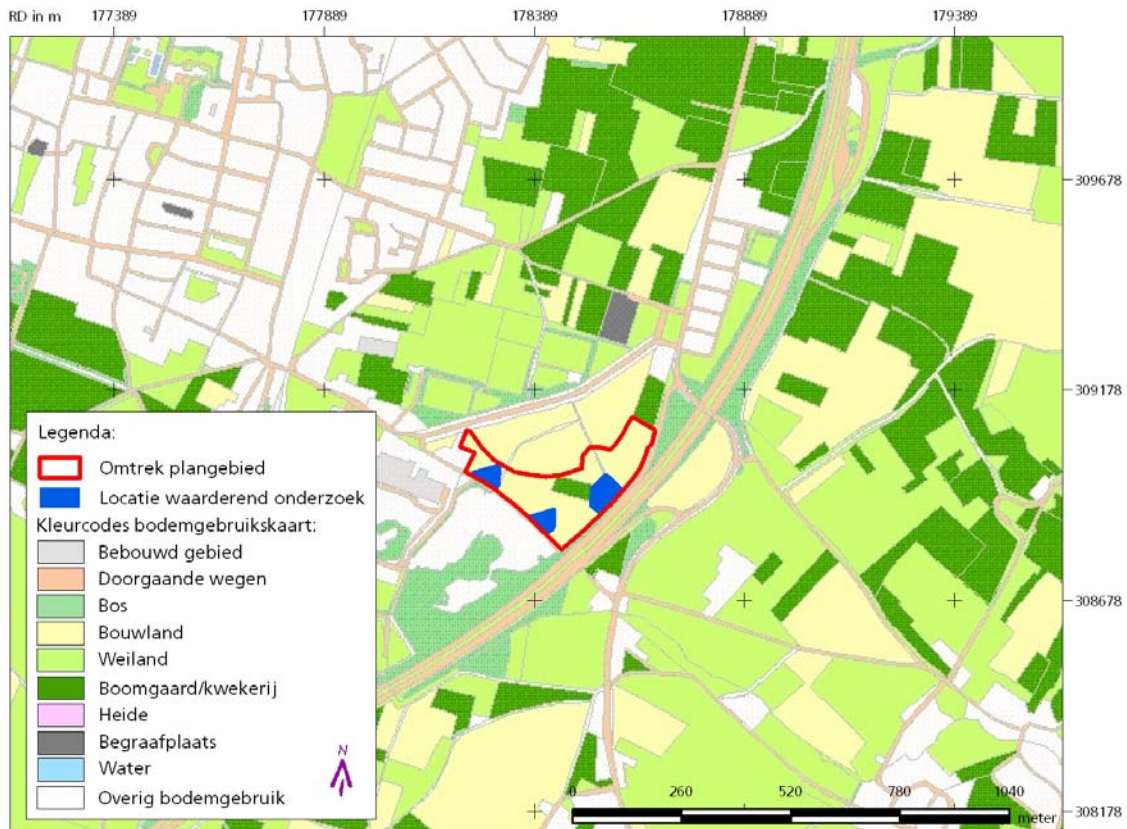 RD in m 177389 177889 178389 178889 179389
309678
309178
308678
308178
Legenda:
Omtrek plangebied
Locatie waarderend onderzoek
Kleurcodes bodemgebruikskaart:
Bebouwd gebied
Doorgaande wegen
Bos
Bouwland
Weiland
Boomgaard/kwekerij
Heide
Begraafplaats
Water
Overig bodemgebruik
N
0 260 520 780 1040
meter